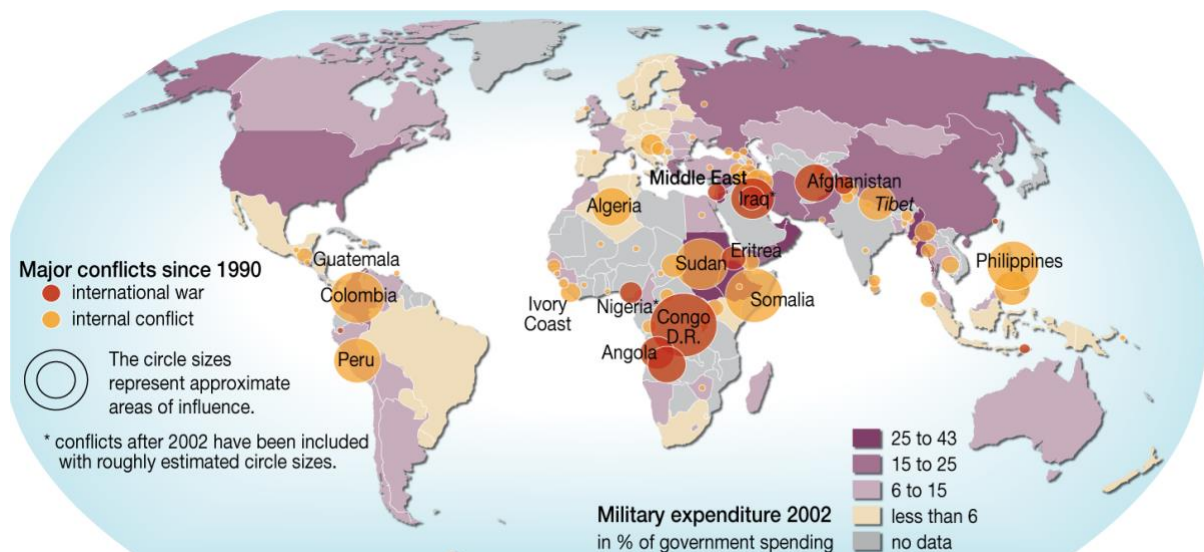 Middle East
Afghanistan
Iraq*
Tibet
Algeria
Major conflicts since 1990
international war
internal conflict
Guatemala
Colombia
Sudan
Eritrea
Philippines
Somalia
Ivory
Coast
Nigeria*
Congo
D.R.
Angola
Peru
The circle sizes
represent approximate
areas of influence.
* conflicts after 2002 have been included
with roughly estimated circle sizes.
25 to 43
15 to 25
6 to 15
less than 6
no data
Military expenditure 2002
in % of government spending